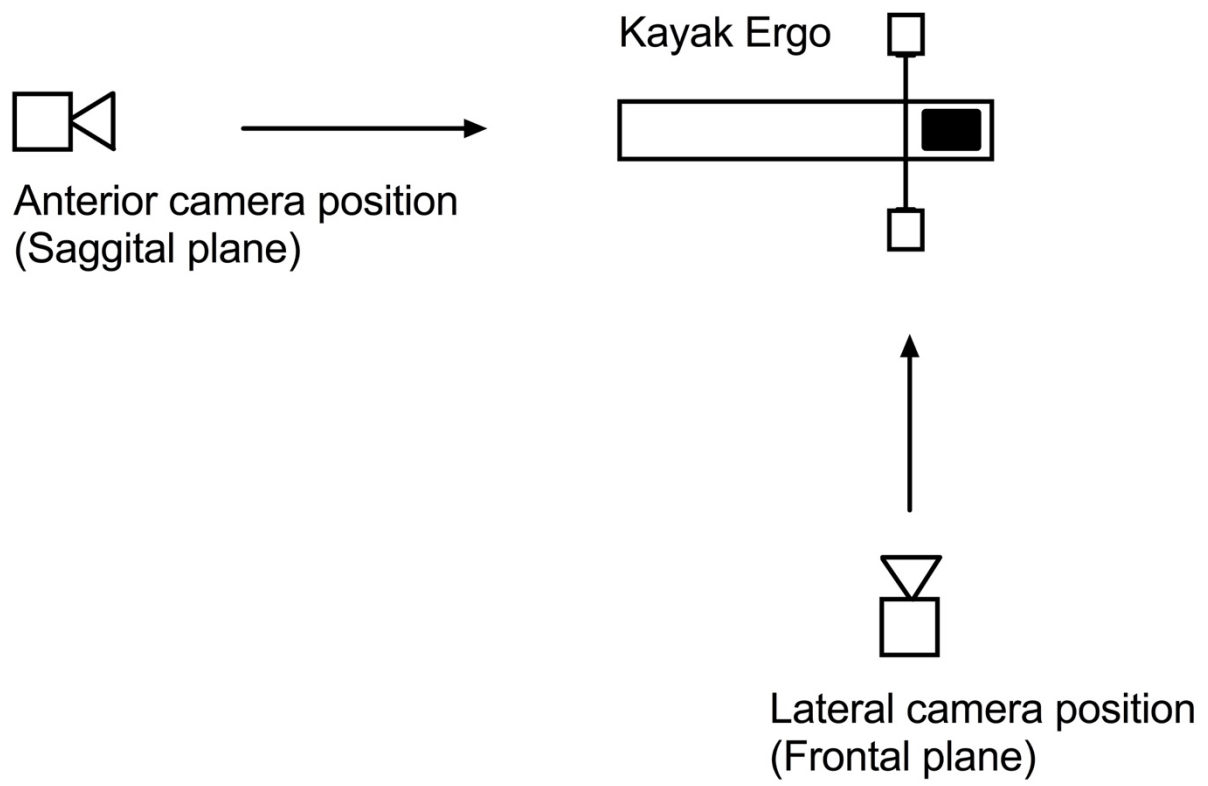 Kayak Ergo
Anterior camera position
(Saggital plane)
Lateral camera position
(Frontal plane)